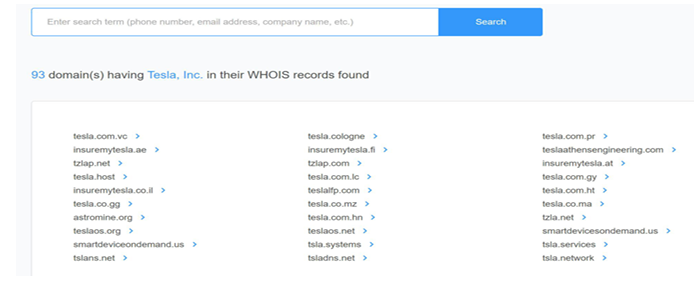 Enter search term (phone number, email address, company name, etc.) Search
93 domain(s) having Tesla, Inc. in their WHOIS records found
tesla.com.vc > tesla.cologne > tesla.com.pr >
insuremytesla.ae > insuremytesla.fi > teslaathensengineering.com >
tzlap.net > tzlap.com > insuremytesla.at >
tesla.host > tesla.com.lc > tesla.com.gy >
insuremytesla.co.il > teslalfp.com > tesla.com.ht >
tesla.co.gg > tesla.co.mz > tesla.co.ma >
astromine.org > tesla.com.hn > tzla.net >
teslaos.org > teslaos.net > smartdevicesondemand.us >
smartdeviceondemand.us > tsla.systems > tsla.services >
tslans.net > tsladns.net > tsla.network >